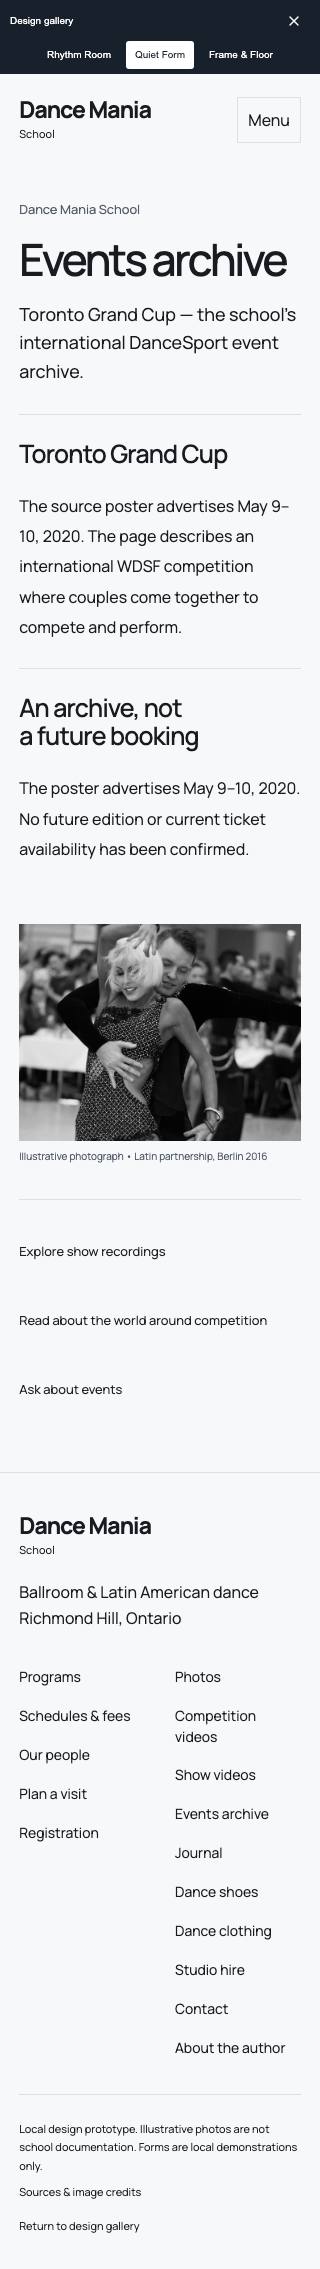 Design gallery
Rhythm Room
Quiet Form
Frame & Floor
Dance Mania
School
Menu
Dance Mania School
Events archive
Toronto Grand Cup — the school's
international DanceSport event
archive.
Toronto Grand Cup
The source poster advertises May 9–
10, 2020. The page describes an
international WDSF competition
where couples come together to
compete and perform.
An archive, not
a future booking
The poster advertises May 9–10, 2020.
No future edition or current ticket
availability has been confirmed.
Illustrative photograph • Latin partnership, Berlin 2016
Explore show recordings
Read about the world around competition
Ask about events
Dance Mania
School
Ballroom & Latin American dance
Richmond Hill, Ontario
Programs
Schedules & fees
Our people
Plan a visit
Registration
Photos
Competition
videos
Show videos
Events archive
Journal
Dance shoes
Dance clothing
Studio hire
Contact
About the author
Local design prototype. Illustrative photos are not
school documentation. Forms are local demonstrations
only.
Sources & image credits
Return to design gallery